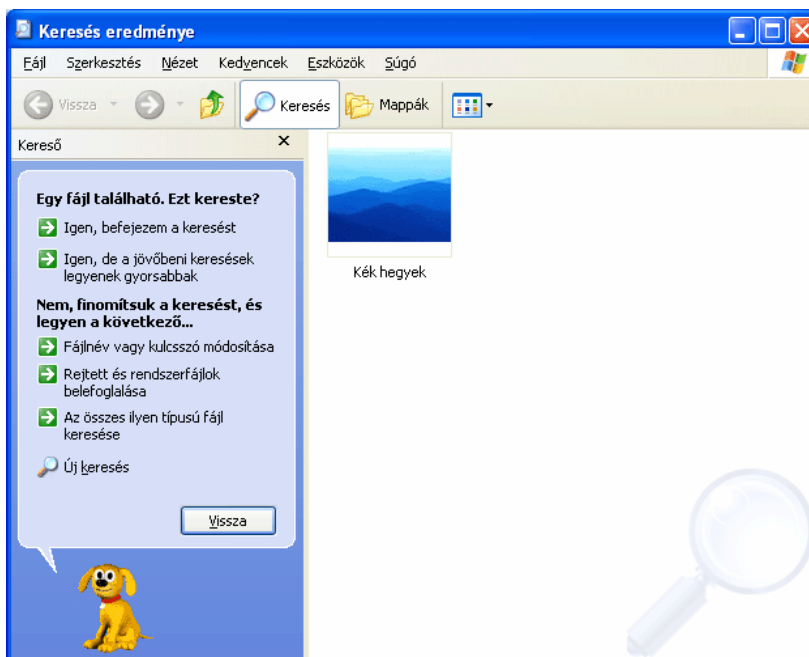 Keresés eredménye
Fájl Szerkesztés Nézet Kedvencek Eszközök Súgó
Vissza Keresés Mappák
Kereső
Egy fájl található. Ezt kereste?
Igen, befejezem a keresést
Igen, de a jövőbeni keresések
legyenek gyorsabbak
Nem, finomítsuk a keresést, és
legyen a következő...
Fájlnév vagy kulcsszó módosítása
Rejtett és rendszerfájlok
belefoglalása
Az összes ilyen típusú fájl
keresése
Új keresés
Vissza
Kék hegyek